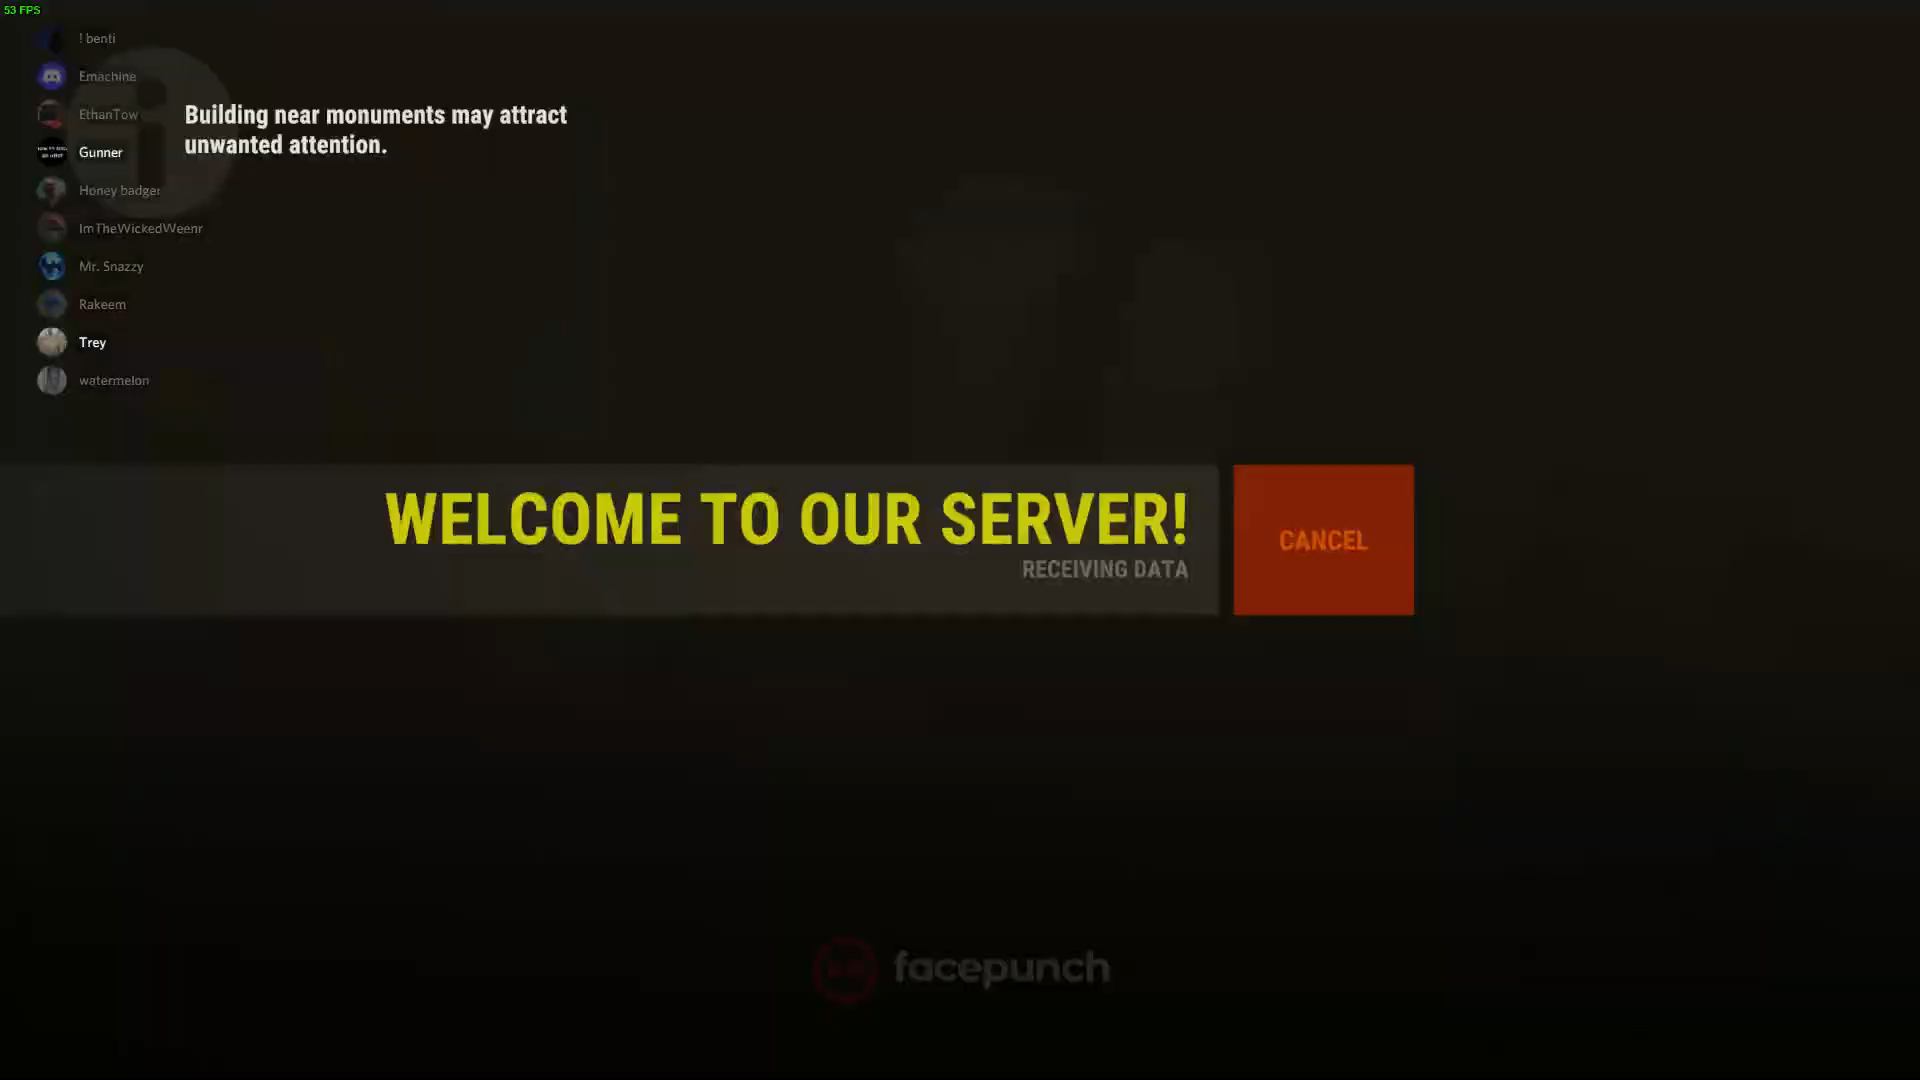 53 FPS
! benti
Emachine
EthanTow
Gunner
Honey badger
ImTheWickedWeenr
Mr. Snazzy
Rakeem
Trey
watermelon
Building near monuments may attract
unwanted attention.
WELCOME TO OUR SERVER!
RECEIVING DATA
CANCEL
facepunch